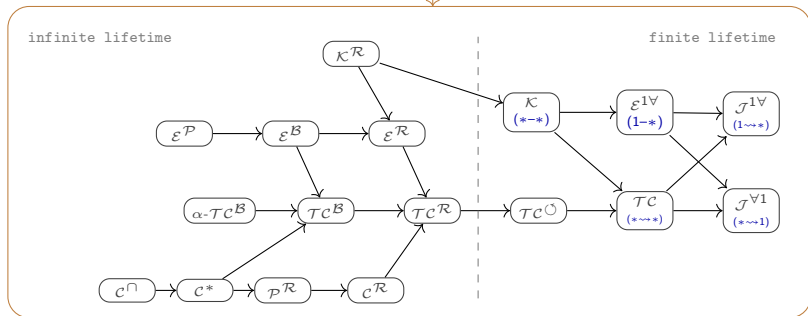 infinite lifetime
finite lifetime
𝒦^ℛ
𝒦
(∗−∗)
ℰ^{1∀}
(1−∗)
𝒥^{1∀}
(1⇝∗)
ℰ^𝒫
ℰ^ℬ
ℰ^ℛ
α-𝒯𝒞^ℬ
𝒯𝒞^ℬ
𝒯𝒞^ℛ
𝒯𝒞^↺
𝒯𝒞
(∗⇝∗)
𝒥^{∀1}
(∗⇝1)
𝒞^∩
𝒞^∗
𝒫^ℛ
𝒞^ℛ